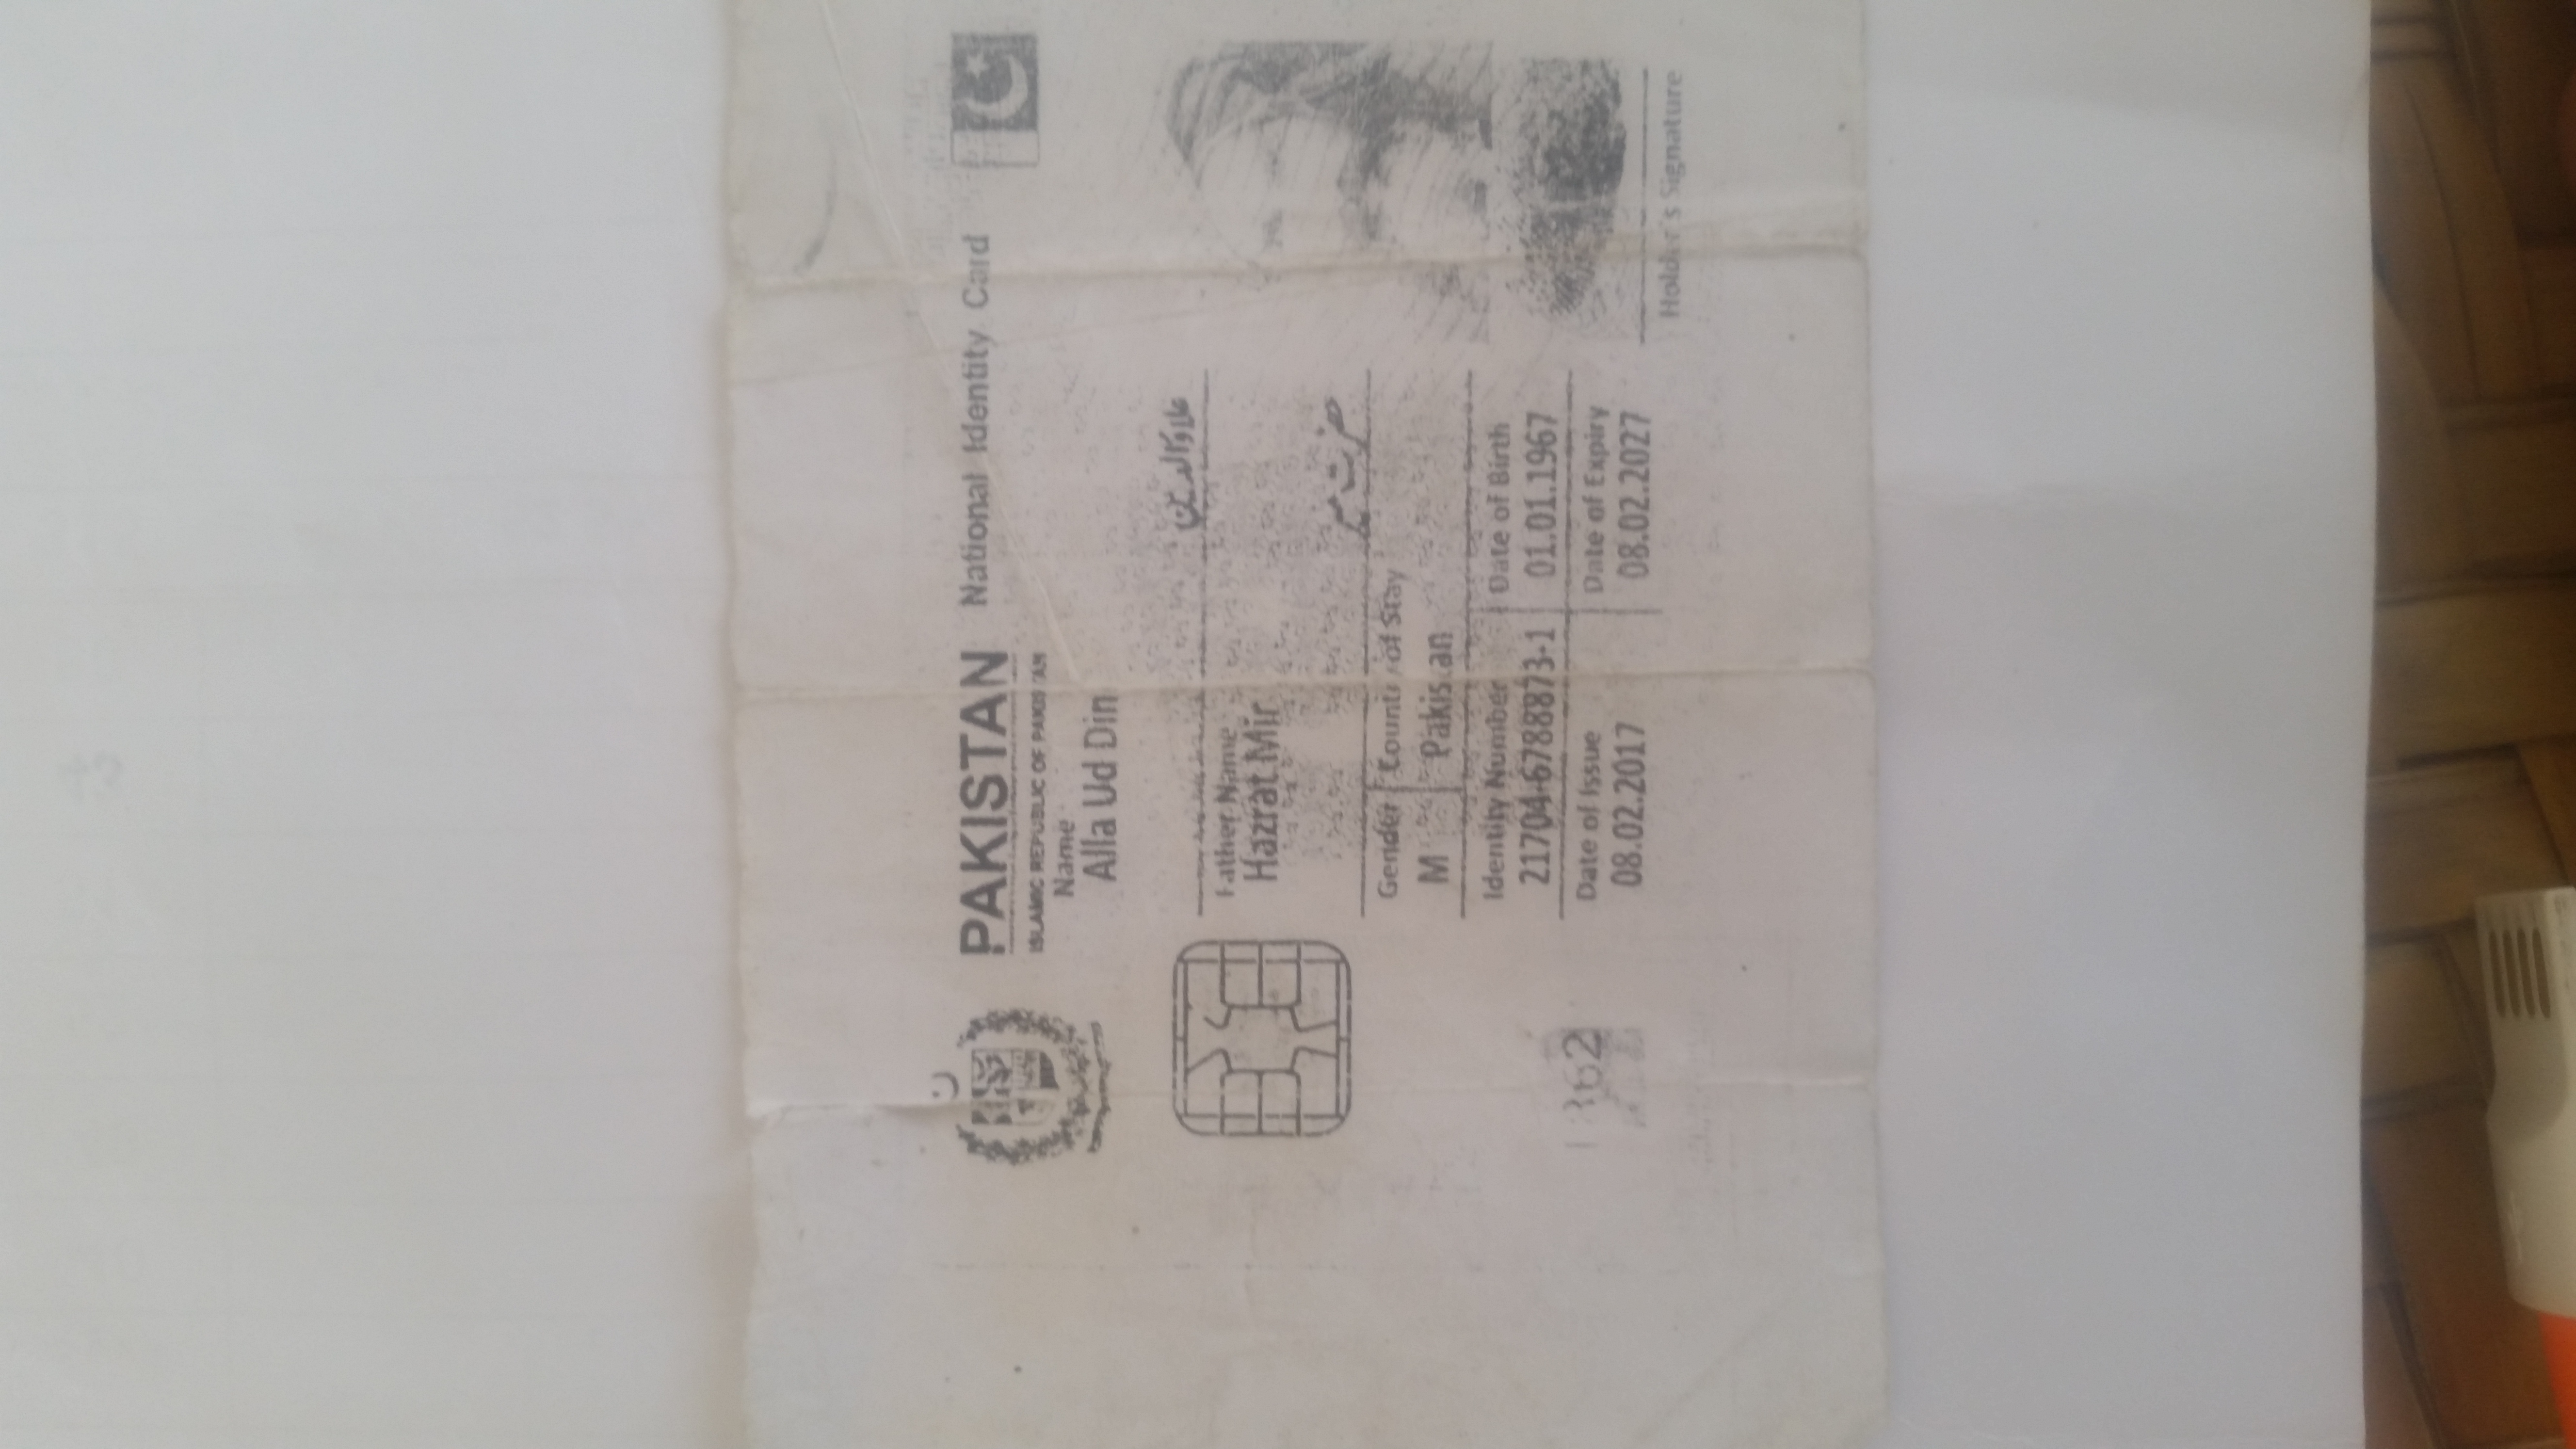 PAKISTAN National Identity Card
ISLAMIC REPUBLIC OF PAKISTAN
Name
Alla Ud Din
علاؤالدین
Father Name
Hazrat Mir
حضرت میر
Gender Country of Stay
M Pakistan
Identity Number Date of Birth
21704-6788873-1 01.01.1967
Date of Issue Date of Expiry
08.02.2017 08.02.2027
Holder's Signature